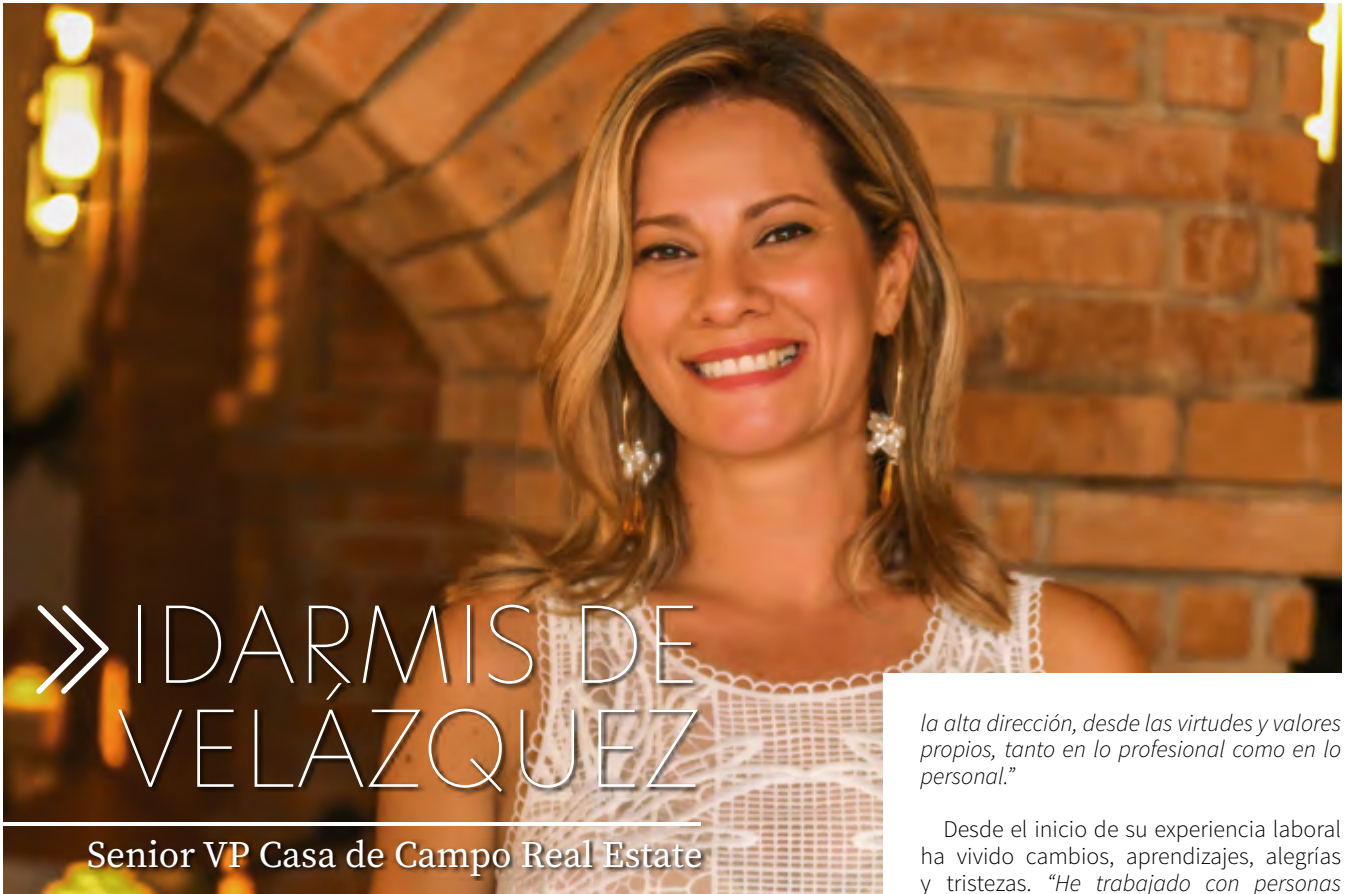 IDARMIS DE
VELÁZQUEZ
Senior VP Casa de Campo Real Estate
la alta dirección, desde las virtudes y valores
propios, tanto en lo profesional como en lo
personal.”
Desde el inicio de su experiencia laboral
ha vivido cambios, aprendizajes, alegrías
y tristezas. “He trabajado con personas